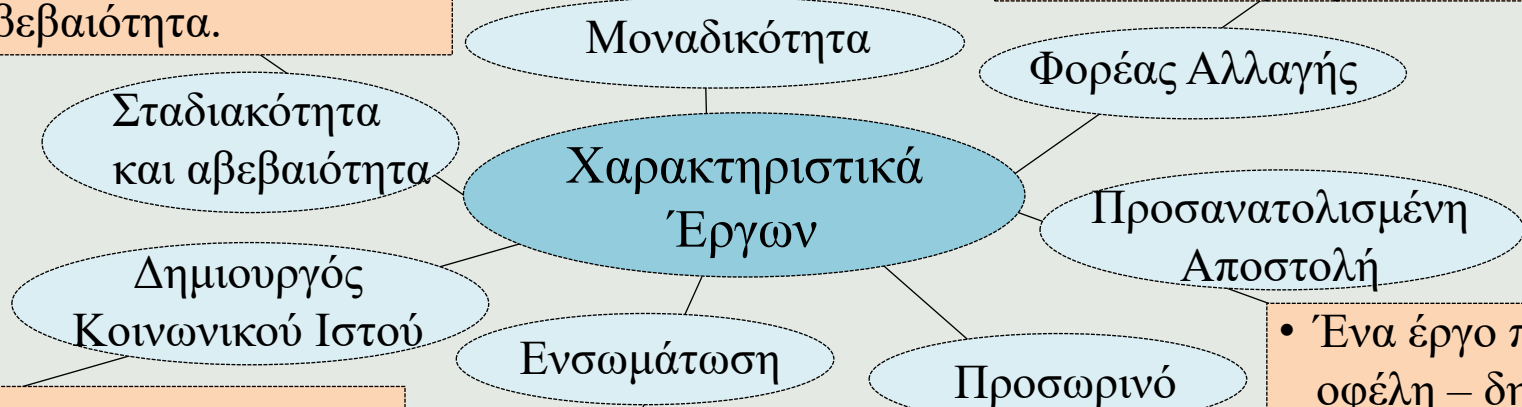 βεβαιότητα.
Μοναδικότητα
Φορέας Αλλαγής
Σταδιακότητα
και αβεβαιότητα
Χαρακτηριστικά
Έργων
Προσανατολισμένη
Αποστολή
Δημιουργός
Κοινωνικού Ιστού
Ενσωμάτωση
Προσωρινό
• Ένα έργο
οφέλη –